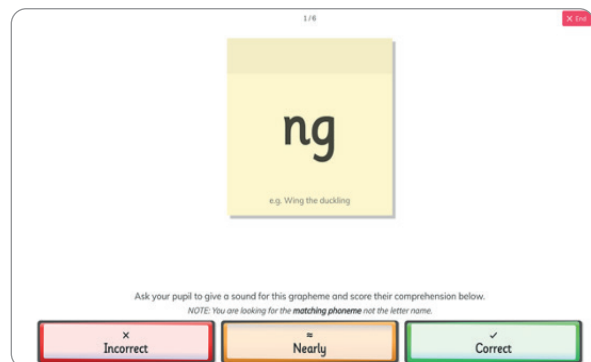 1/6
× End
ng
e.g. Wing the duckling
Ask your pupil to give a sound for this grapheme and score their comprehension below.
NOTE: You are looking for the matching phoneme not the letter name.
×
Incorrect
≈
Nearly
✓
Correct